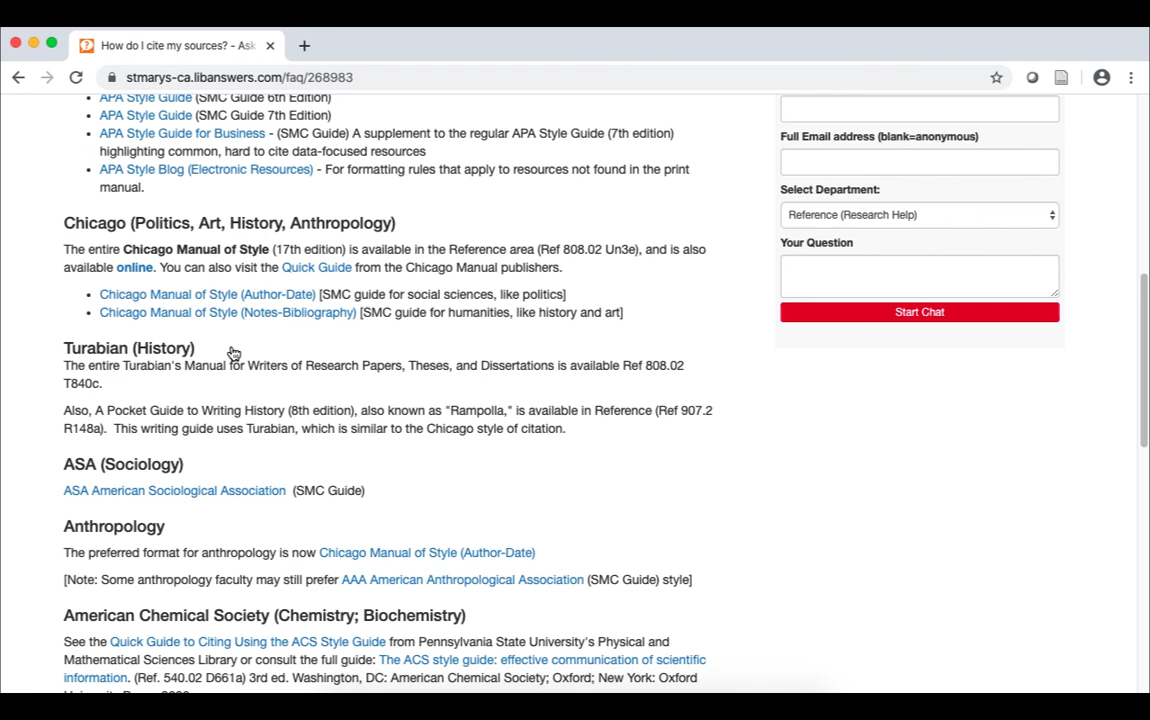 How do I cite my sources? - Ask
stmarys-ca.libanswers.com/faq/268983
APA Style Guide (SMC Guide 6th Edition)
APA Style Guide (SMC Guide 7th Edition)
APA Style Guide for Business - (SMC Guide) A supplement to the regular APA Style Guide (7th edition)
highlighting common, hard to cite data-focused resources
APA Style Blog (Electronic Resources) - For formatting rules that apply to resources not found in the print
manual.
Chicago (Politics, Art, History, Anthropology)
The entire Chicago Manual of Style (17th edition) is available in the Reference area (Ref 808.02 Un3e), and is also
available online. You can also visit the Quick Guide from the Chicago Manual publishers.
Chicago Manual of Style (Author-Date) [SMC guide for social sciences, like politics]
Chicago Manual of Style (Notes-Bibliography) [SMC guide for humanities, like history and art]
Turabian (History)
The entire Turabian's Manual for Writers of Research Papers, Theses, and Dissertations is available Ref 808.02
T840c.
Also, A Pocket Guide to Writing History (8th edition), also known as "Rampolla," is available in Reference (Ref 907.2
R148a). This writing guide uses Turabian, which is similar to the Chicago style of citation.
ASA (Sociology)
ASA American Sociological Association (SMC Guide)
Anthropology
The preferred format for anthropology is now Chicago Manual of Style (Author-Date)
[Note: Some anthropology faculty may still prefer AAA American Anthropological Association (SMC Guide) style]
American Chemical Society (Chemistry; Biochemistry)
See the Quick Guide to Citing Using the ACS Style Guide from Pennsylvania State University's Physical and
Mathematical Sciences Library or consult the full guide: The ACS style guide: effective communication of scientific
information. (Ref. 540.02 D661a) 3rd ed. Washington, DC: American Chemical Society; Oxford; New York: Oxford
Full Email address (blank=anonymous)
Select Department:
Reference (Research Help)
Your Question
Start Chat